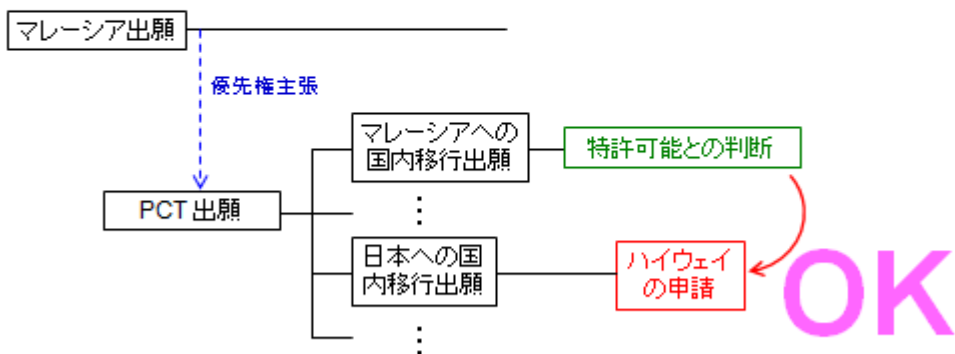 マレーシア出願
優先権主張
マレーシアへの
国内移行出願
特許可能との判断
PCT 出願
⋮
日本への国
内移行出願
ハイウェイ
の申請
OK
⋮